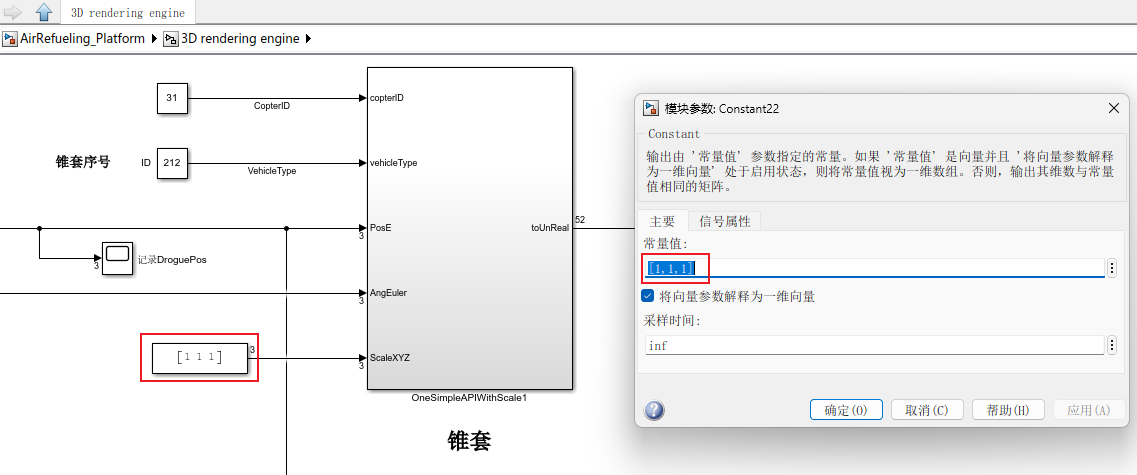 3D rendering engine
AirRefueling_Platform
3D rendering engine
31
CopterID
copterID
锥套序号
ID
212
VehicleType
vehicleType
PosE
3
toUnReal
52
3
记录DroguePos
AngEuler
3
[1 1 1]
3
ScaleXYZ
3
OneSimpleAPIWithScale1
锥套
模块参数: Constant22
Constant
输出由 '常量值' 参数指定的常量。如果 '常量值' 是向量并且 '将向量参数解释
为一维向量' 处于启用状态，则将常量值视为一维数组。否则，输出其维数与常量
值相同的矩阵。
主要
信号属性
常量值:
[1,1,1]
将向量参数解释为一维向量
采样时间:
inf
确定(O)
取消(C)
帮助(H)
应用(A)